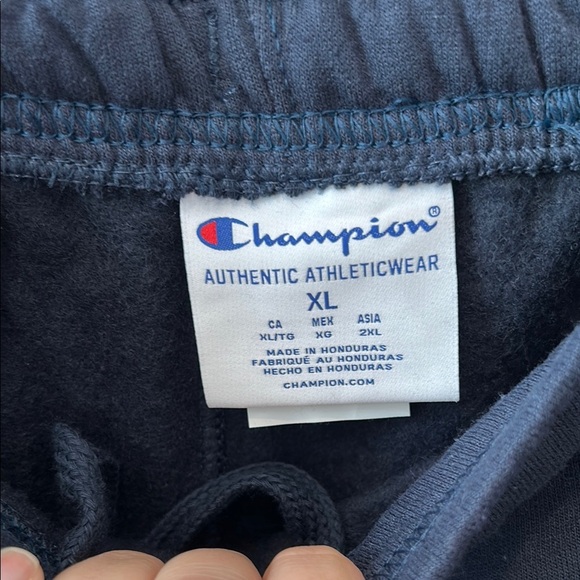 Champion®
AUTHENTIC ATHLETICWEAR
XL
CA MEX ASIA
XL/TG XG 2XL
MADE IN HONDURAS
FABRIQUÉ AU HONDURAS
HECHO EN HONDURAS
CHAMPION.COM